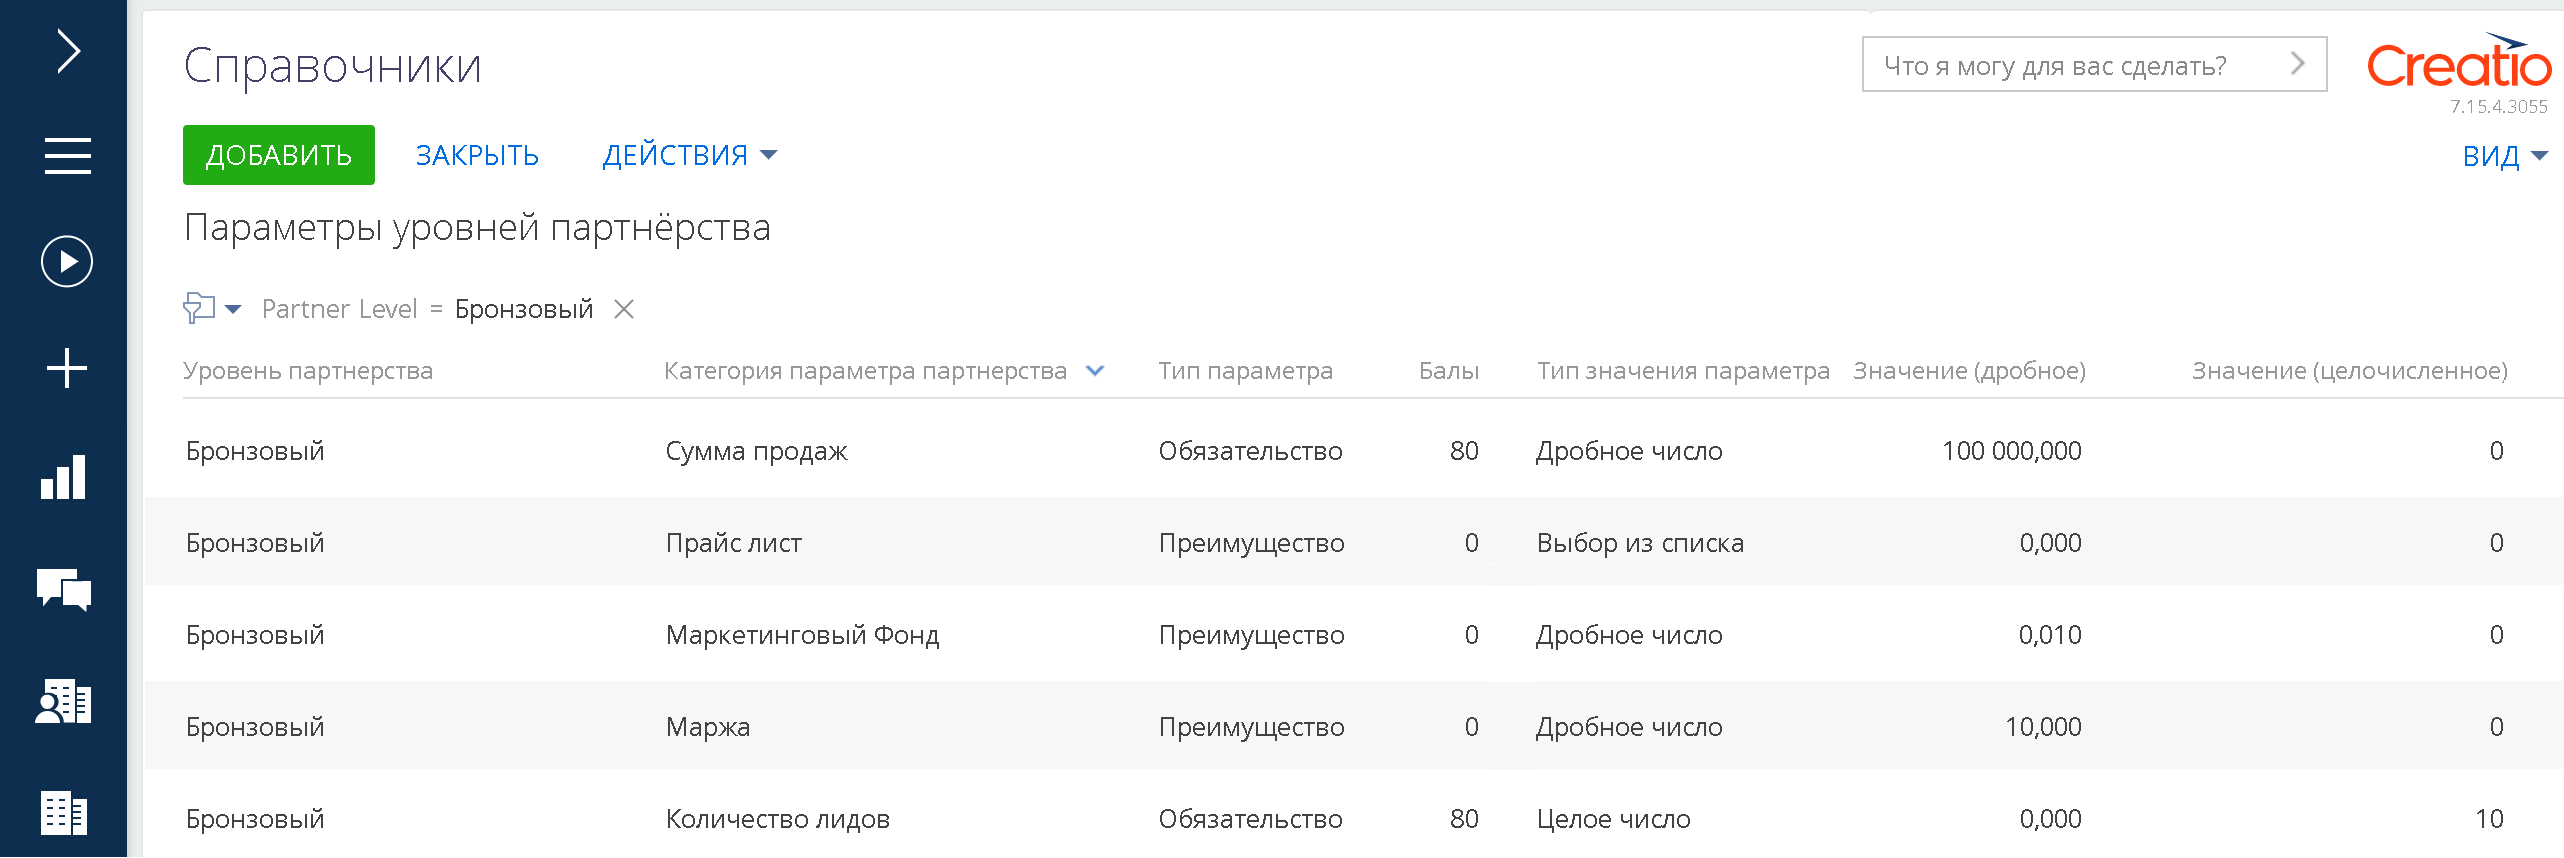 Справочники
Что я могу для вас сделать?
Creatio
7.15.4.3055
ДОБАВИТЬ ЗАКРЫТЬ ДЕЙСТВИЯ ВИД
Параметры уровней партнёрства
Partner Level = Бронзовый
Уровень партнерства Категория параметра партнерства Тип параметра Балы Тип значения параметра Значение (дробное) Значение (целочисленное)
Бронзовый Сумма продаж Обязательство 80 Дробное число 100 000,000 0
Бронзовый Прайс лист Преимущество 0 Выбор из списка 0,000 0
Бронзовый Маркетинговый Фонд Преимущество 0 Дробное число 0,010 0
Бронзовый Маржа Преимущество 0 Дробное число 10,000 0
Бронзовый Количество лидов Обязательство 80 Целое число 0,000 10